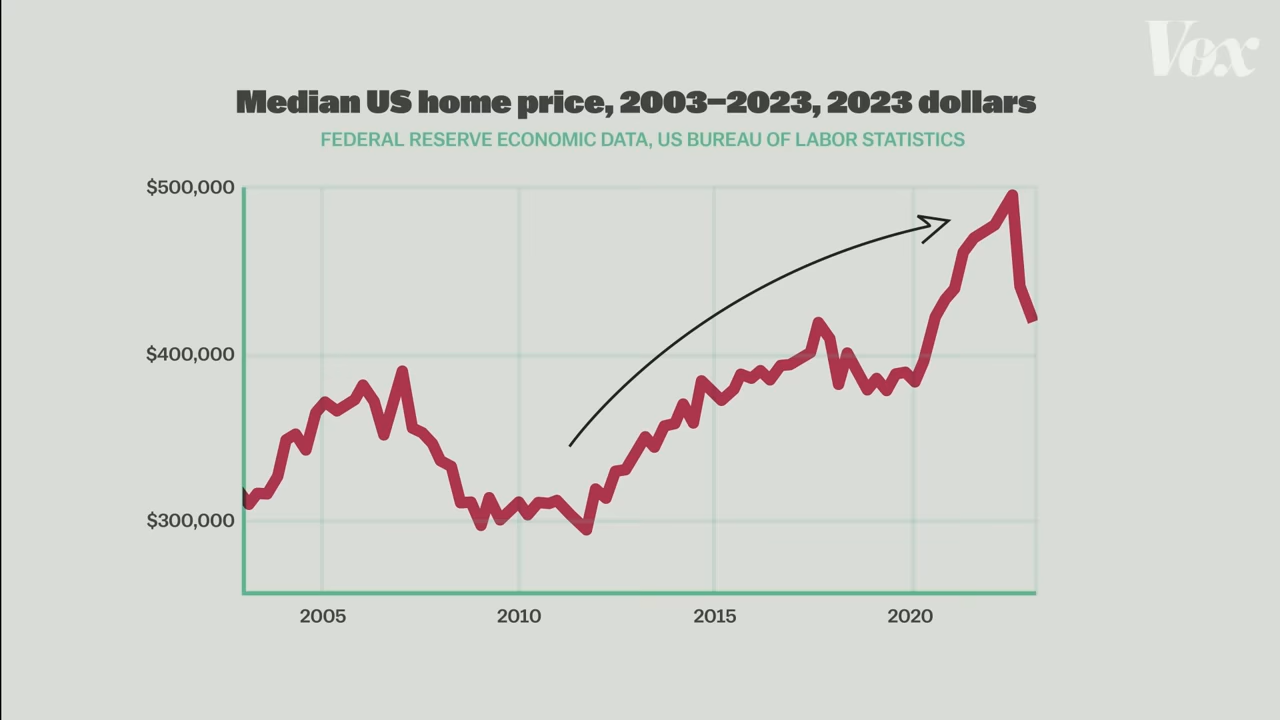 Vox
Median US home price, 2003–2023, 2023 dollars
FEDERAL RESERVE ECONOMIC DATA, US BUREAU OF LABOR STATISTICS
$500,000
$400,000
$300,000
2005 2010 2015 2020